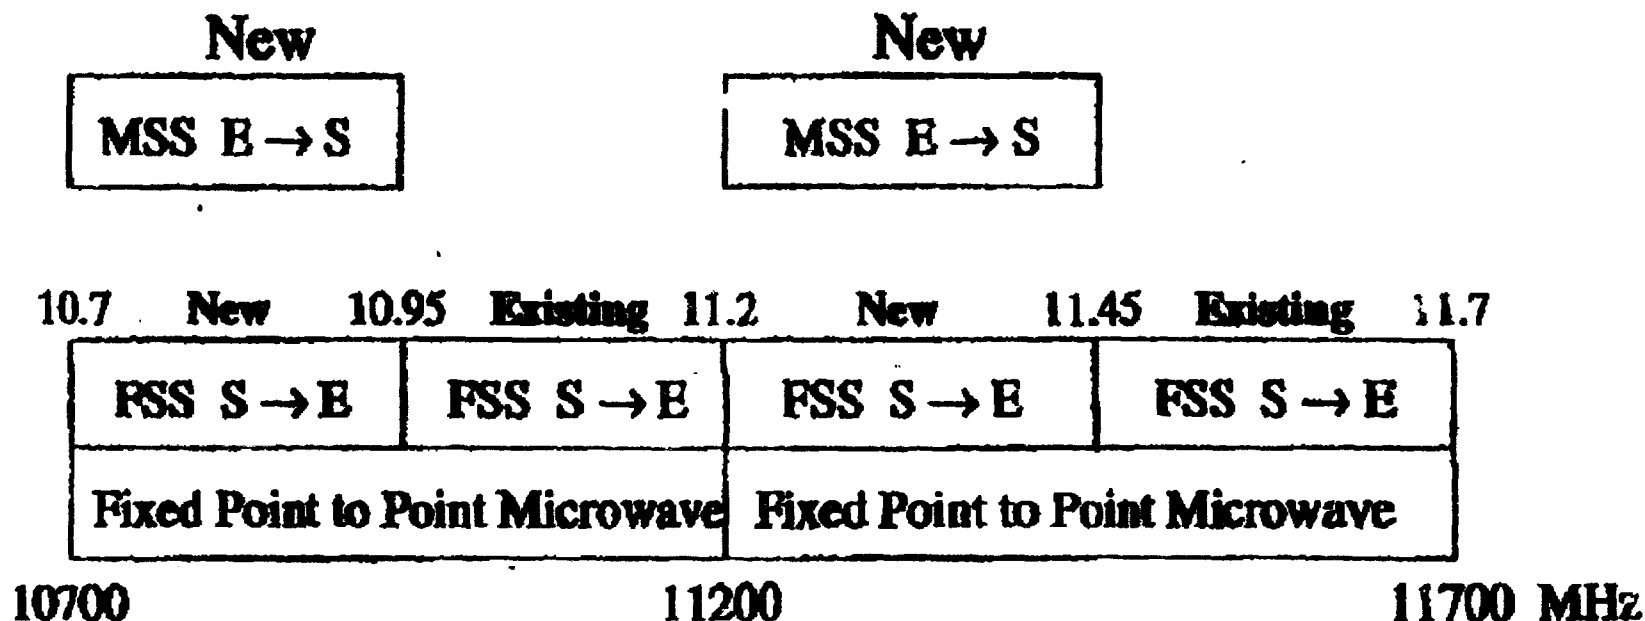 New New
MSS E → S MSS E → S
10.7 New 10.95 Existing 11.2 New 11.45 Existing 11.7
FSS S → E FSS S → E FSS S → E FSS S → E
Fixed Point to Point Microwave Fixed Point to Point Microwave
10700 11200 11700 MHz